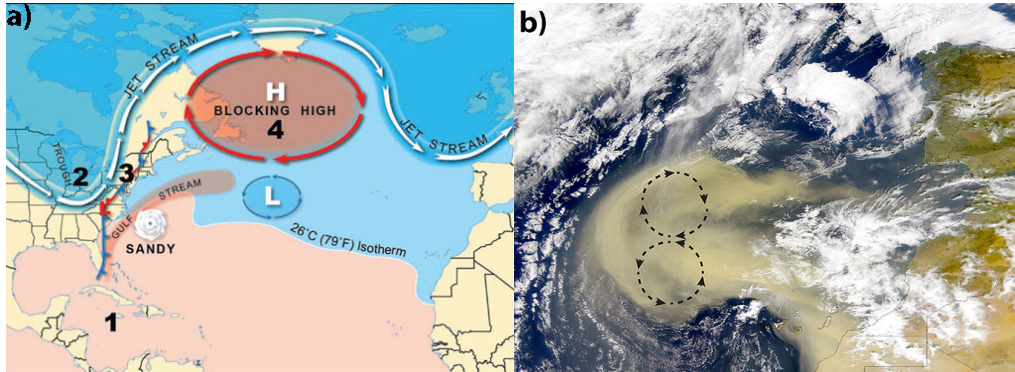 a)
JET STREAM
H
BLOCKING HIGH
4
JET STREAM
TROUGH
2
3
L
GULF STREAM
L
SANDY
26°C (79°F) Isotherm
1
b)